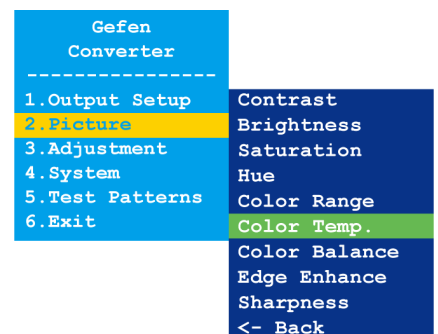 Gefen
Converter
----------------
1.Output Setup
2.Picture
3.Adjustment
4.System
5.Test Patterns
6.Exit
Contrast
Brightness
Saturation
Hue
Color Range
Color Temp.
Color Balance
Edge Enhance
Sharpness
<- Back